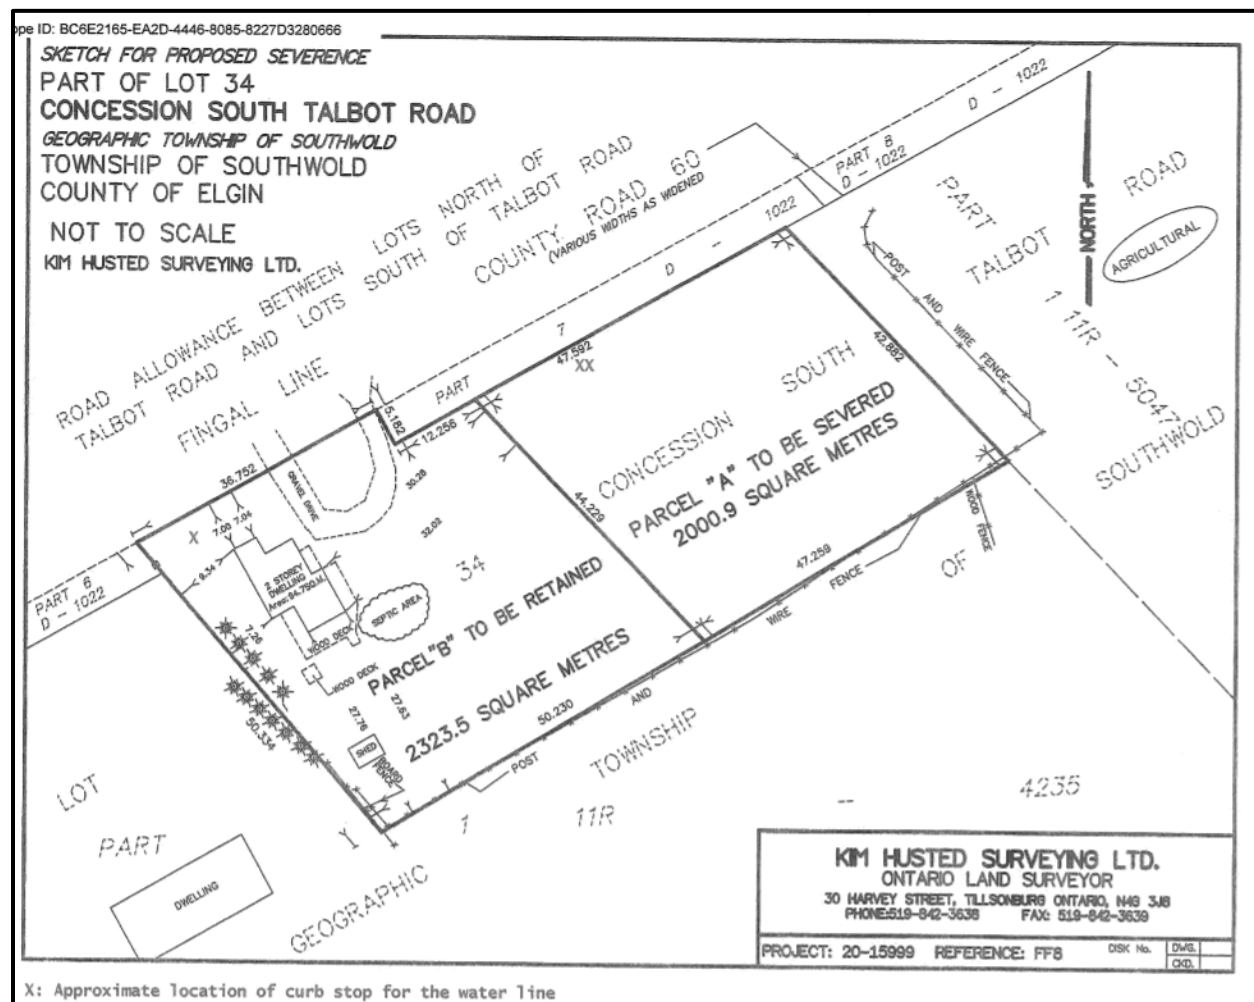 ope ID: BC6E2165-EA2D-4446-8085-8227D3280666
SKETCH FOR PROPOSED SEVERENCE
PART OF LOT 34
CONCESSION SOUTH TALBOT ROAD
GEOGRAPHIC TOWNSHIP OF SOUTHWOLD
TOWNSHIP OF SOUTHWOLD
COUNTY OF ELGIN
NOT TO SCALE
KIM HUSTED SURVEYING LTD.
ROAD ALLOWANCE BETWEEN LOTS NORTH OF
TALBOT ROAD AND LOTS SOUTH OF TALBOT ROAD
FINGAL LINE
COUNTY ROAD 60
(VARIOUS WIDTHS AS WIDENED
PART 8
D - 1022
D - 1022
PART 7 D - 1022
PART 6
D - 1022
NORTH
AGRICULTURAL
PART 1 11R - 5047
TALBOT ROAD
SOUTHWOLD
POST AND WIRE FENCE
47.592
XX
42.882
5.182
12.256
36.752
CONCESSION SOUTH
PARCEL "A" TO BE SEVERED
2000.9 SQUARE METRES
44.229
47.259
WOOD FENCE
GRAVEL DRIVE
30.28
32.02
7.00 7.04
X
9.34
2 STOREY
DWELLING
Area: 94.75Q.M.
SEPTIC AREA
34
WOOD DECK
WOOD DECK
7.26
50.334
PARCEL "B" TO BE RETAINED
2323.5 SQUARE METRES
27.76
27.63
SHED
BOARD FENCE
50.230
POST AND WIRE FENCE
LOT
PART 1 11R -- 4235
DWELLING
GEOGRAPHIC TOWNSHIP OF
KIM HUSTED SURVEYING LTD.
ONTARIO LAND SURVEYOR
30 HARVEY STREET, TILLSONBURG ONTARIO, N4G 3J8
PHONE:519-842-3638 FAX: 519-842-3639
PROJECT: 20-15999 REFERENCE: FF8 DISK No. DWG.
CKD.
X: Approximate location of curb stop for the water line